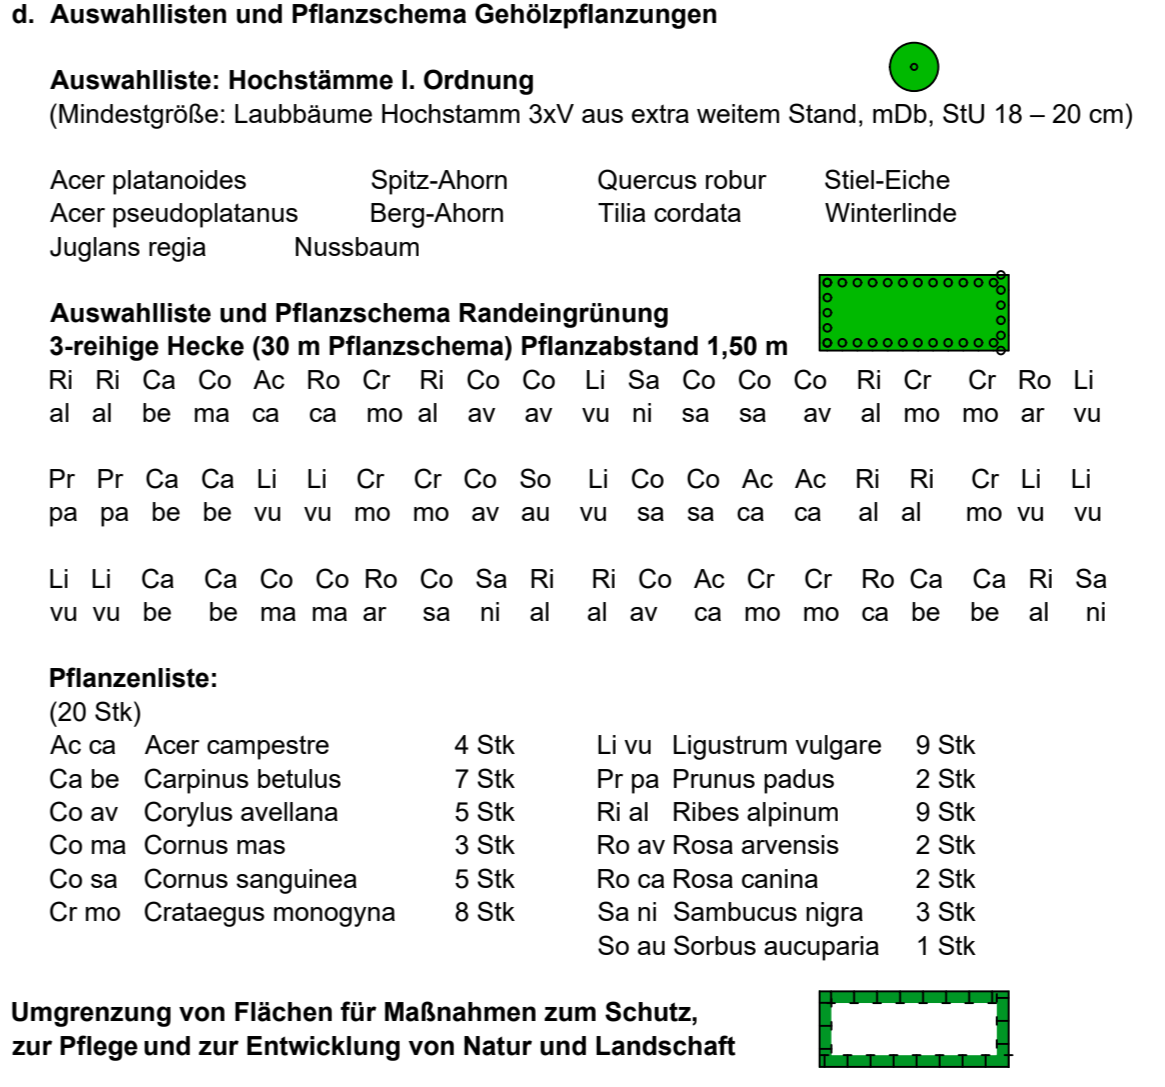 d. Auswahllisten und Pflanzschema Gehölzpflanzungen
Auswahlliste: Hochstämme I. Ordnung
(Mindestgröße: Laubbäume Hochstamm 3xV aus extra weitem Stand, mDb, StU 18 – 20 cm)
Acer platanoides Spitz-Ahorn Quercus robur Stiel-Eiche
Acer pseudoplatanus Berg-Ahorn Tilia cordata Winterlinde
Juglans regia Nussbaum
Auswahlliste und Pflanzschema Randeingrünung
3-reihige Hecke (30 m Pflanzschema) Pflanzabstand 1,50 m
Ri Ri Ca Co Ac Ro Cr Ri Co Co Li Sa Co Co Co Ri Cr Cr Ro Li
al al be ma ca ca mo al av av vu ni sa sa av al mo mo ar vu
Pr Pr Ca Ca Li Li Cr Cr Co So Li Co Co Ac Ac Ri Ri Cr Li Li
pa pa be be vu vu mo mo av au vu sa sa ca ca al al mo vu vu
Li Li Ca Ca Co Co Ro Co Sa Ri Ri Co Ac Cr Cr Ro Ca Ca Ri Sa
vu vu be be ma ma ar sa ni al al av ca mo mo ca be be al ni
Pflanzenliste:
(20 Stk)
Ac ca Acer campestre 4 Stk Li vu Ligustrum vulgare 9 Stk
Ca be Carpinus betulus 7 Stk Pr pa Prunus padus 2 Stk
Co av Corylus avellana 5 Stk Ri al Ribes alpinum 9 Stk
Co ma Cornus mas 3 Stk Ro av Rosa arvensis 2 Stk
Co sa Cornus sanguinea 5 Stk Ro ca Rosa canina 2 Stk
Cr mo Crataegus monogyna 8 Stk Sa ni Sambucus nigra 3 Stk
So au Sorbus aucuparia 1 Stk
Umgrenzung von Flächen für Maßnahmen zum Schutz,
zur Pflege und zur Entwicklung von Natur und Landschaft